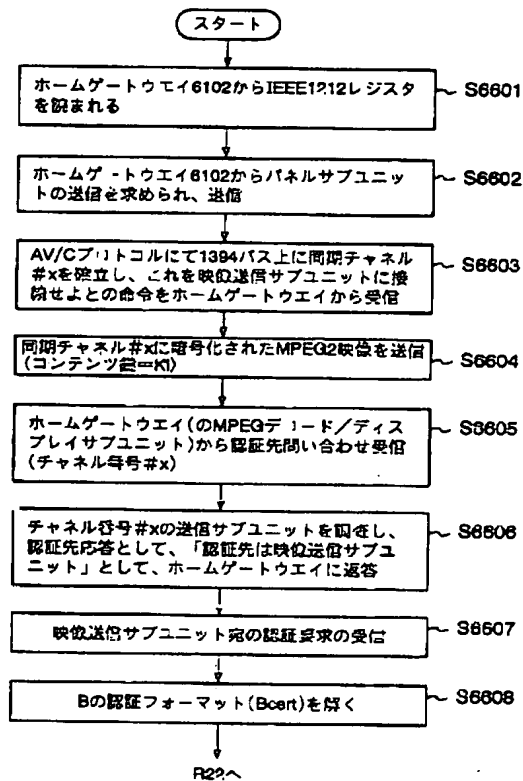 スタート
ホームゲートウエイ6102からIEEE1212レジスタ
を読まれる
S6601
ホームゲートウエイ6102からパネルサブユニッ
トの送信を求められ、送信
S6602
AV/Cプロトコルにて1394バス上に同期チャネル
#xを確立し、これを映像送信サブユニットに接
続せよとの命令をホームゲートウエイから受信
S6603
同期チャネル#xに暗号化されたMPEG2映像を送信
(コンテンツ鍵=K1)
S6604
ホームゲートウエイ(のMPEGデコード/ディス
プレイサブユニット)から認証先問い合わせ受信
(チャネル番号#x)
S6605
チャネル番号#xの送信サブユニットを調査し、
認証先応答として、「認証先は映像送信サブユ
ニット」として、ホームゲートウエイに返答
S6606
映像送信サブユニット宛の認証要求の受信
S6607
Bの認証フォーマット(Bcert)を解く
S6608
R22へ